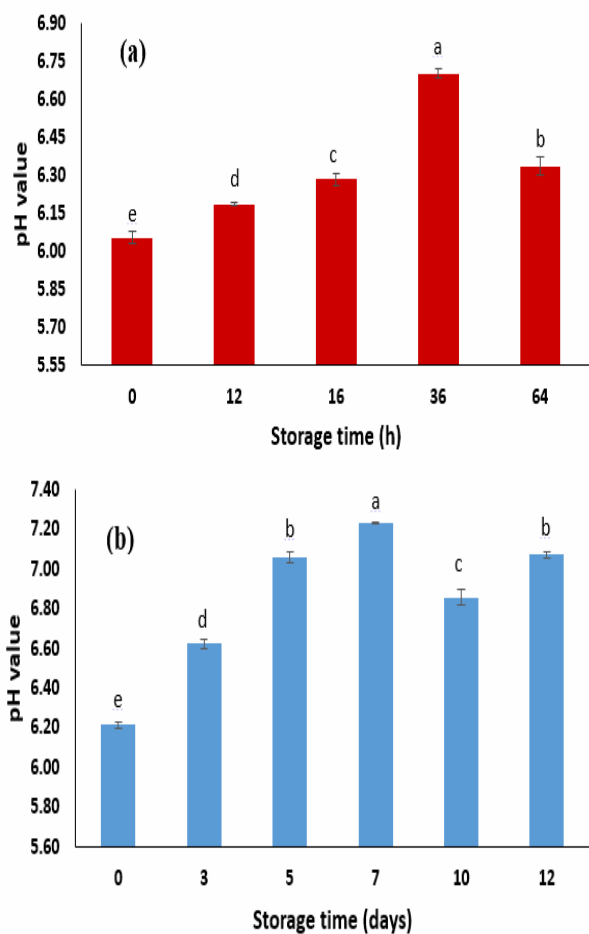 (a)
pH value
6.90
6.75
6.60
6.45
6.30
6.15
6.00
5.85
5.70
5.55
e
d
c
a
b
0 12 16 36 64
Storage time (h)
(b)
pH value
7.40
7.20
7.00
6.80
6.60
6.40
6.20
6.00
5.80
5.60
e
d
b
a
c
b
0 3 5 7 10 12
Storage time (days)